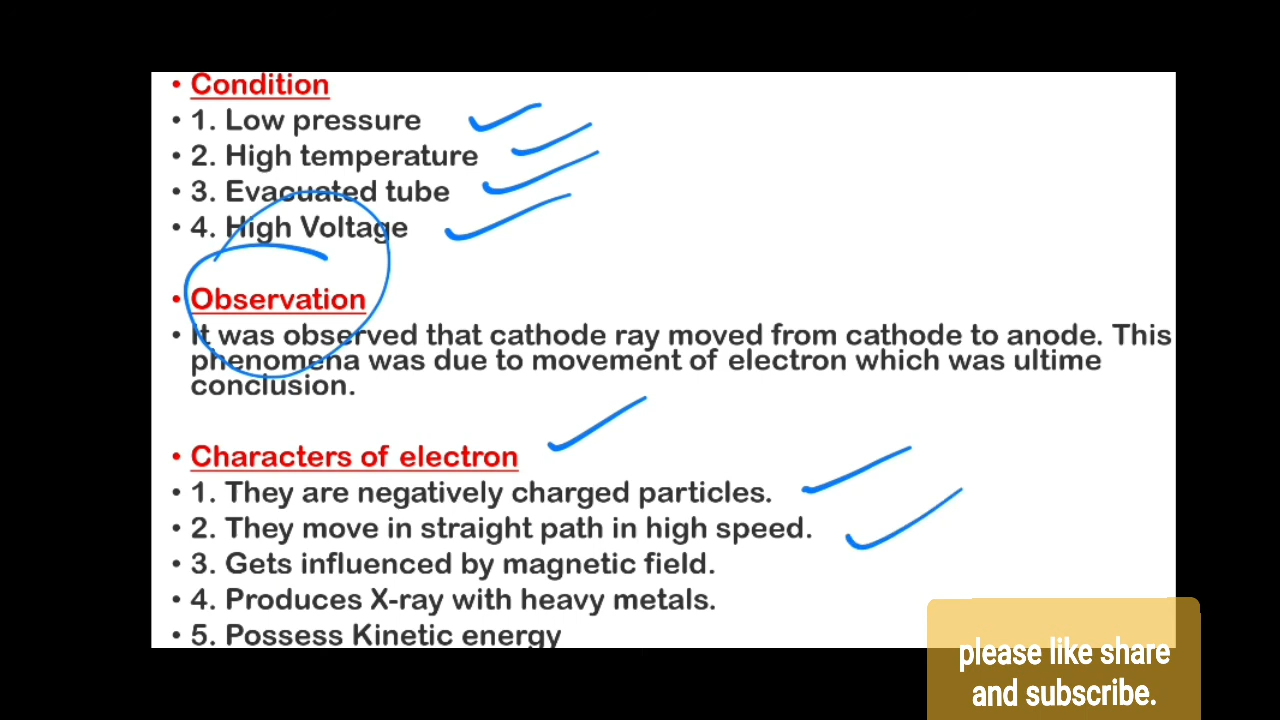 • Condition
• 1. Low pressure
• 2. High temperature
• 3. Evacuated tube
• 4. High Voltage
• Observation
• It was observed that cathode ray moved from cathode to anode. This
phenomena was due to movement of electron which was ultime
conclusion.
• Characters of electron
• 1. They are negatively charged particles.
• 2. They move in straight path in high speed.
• 3. Gets influenced by magnetic field.
• 4. Produces X-ray with heavy metals.
• 5. Possess Kinetic energy
please like share
and subscribe.